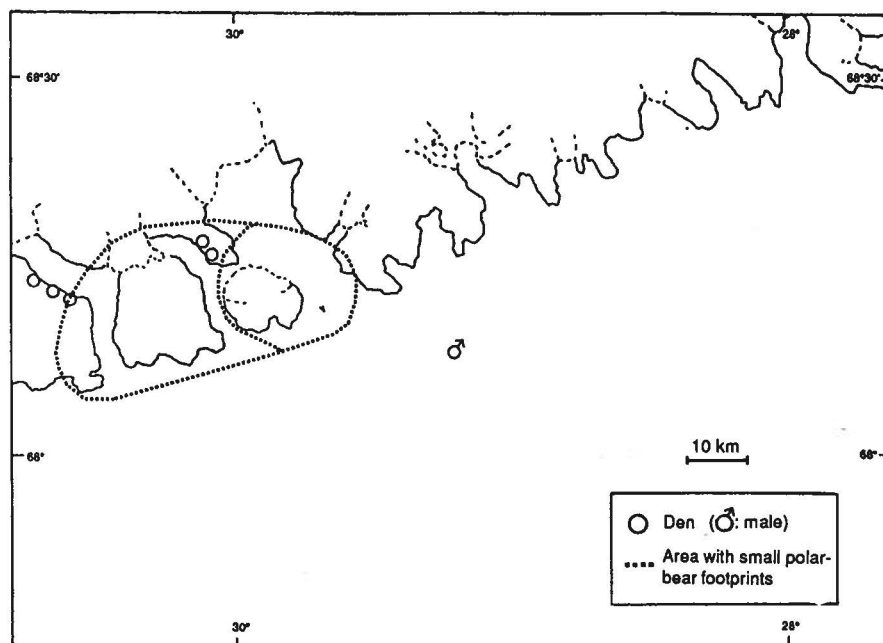 30°
28°
68°30'
68°30'
68°
68°
10 km
Den (♂: male)
Area with small polar-
bear footprints
30°
28°